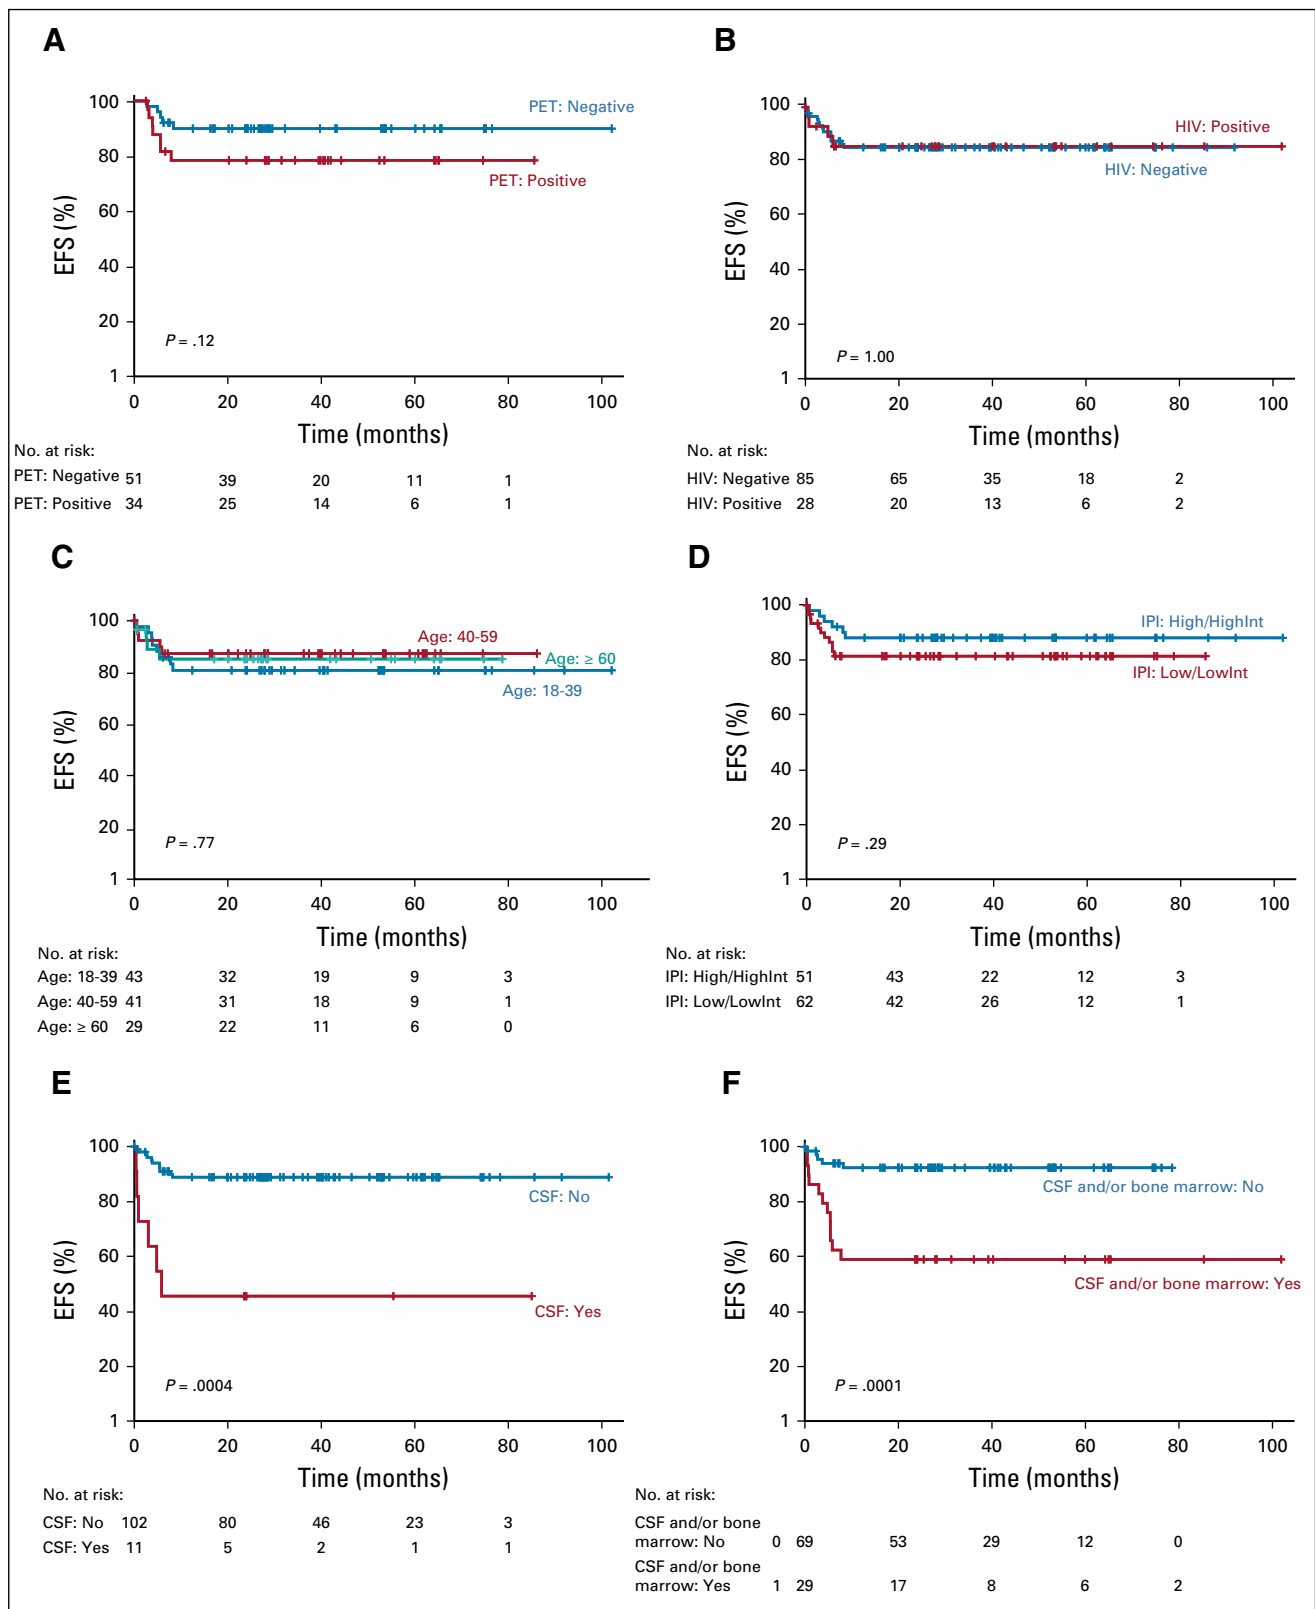 A
100
80
60
40
20
1
EFS (%)
PET: Negative
PET: Positive
P = .12
0 20 40 60 80 100
Time (months)
No. at risk:
PET: Negative 51 39 20 11 1
PET: Positive 34 25 14 6 1
B
100
80
60
40
20
1
EFS (%)
HIV: Positive
HIV: Negative
P = 1.00
0 20 40 60 80 100
Time (months)
No. at risk:
HIV: Negative 85 65 35 18 2
HIV: Positive 28 20 13 6 2
C
100
80
60
40
20
1
EFS (%)
Age: 40-59
Age: ≥ 60
Age: 18-39
P = .77
0 20 40 60 80 100
Time (months)
No. at risk:
Age: 18-39 43 32 19 9 3
Age: 40-59 41 31 18 9 1
Age: ≥ 60 29 22 11 6 0
D
100
80
60
40
20
1
EFS (%)
IPI: High/HighInt
IPI: Low/LowInt
P = .29
0 20 40 60 80 100
Time (months)
No. at risk:
IPI: High/HighInt 51 43 22 12 3
IPI: Low/LowInt 62 42 26 12 1
E
100
80
60
40
20
1
EFS (%)
CSF: No
CSF: Yes
P = .0004
0 20 40 60 80 100
Time (months)
No. at risk:
CSF: No 102 80 46 23 3
CSF: Yes 11 5 2 1 1
F
100
80
60
40
20
1
EFS (%)
CSF and/or bone marrow: No
CSF and/or bone marrow: Yes
P = .0001
0 20 40 60 80 100
Time (months)
No. at risk:
CSF and/or bone
marrow: No 0 69 53 29 12 0
CSF and/or bone
marrow: Yes 1 29 17 8 6 2